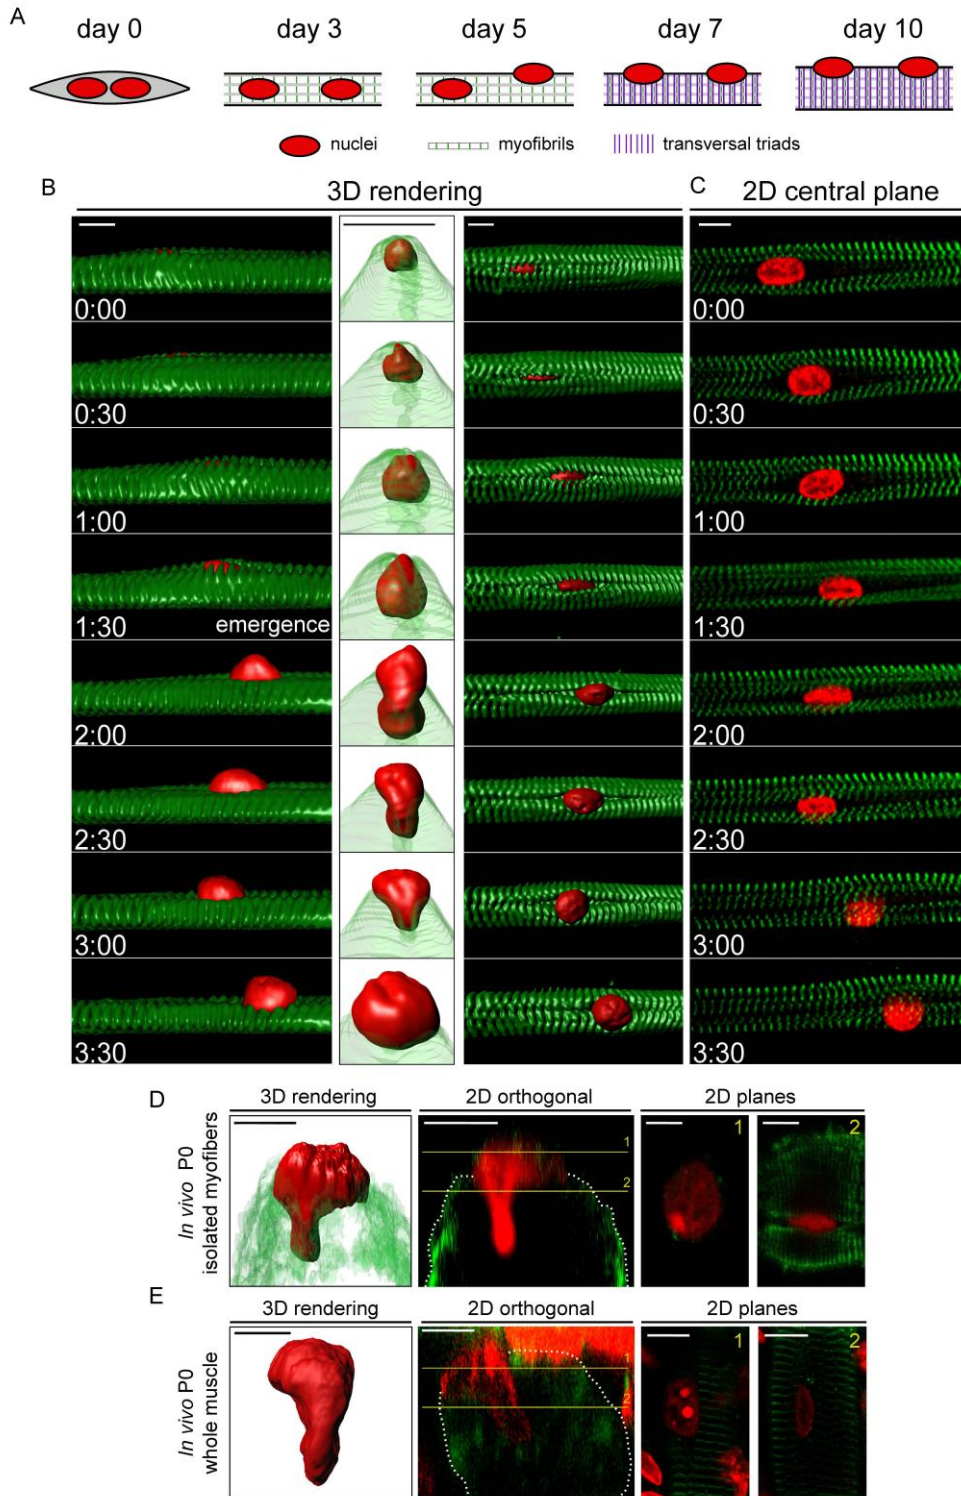 A
day 0 day 3 day 5 day 7 day 10
nuclei myofibrils transversal triads
B 3D rendering C 2D central plane
0:00 0:00
0:30 0:30
1:00 1:00
1:30 1:30
emergence
2:00 2:00
2:30 2:30
3:00 3:00
3:30 3:30
D 3D rendering 2D orthogonal 2D planes
In vivo P0
isolated myofibers
1 1 2
2
E 3D rendering 2D orthogonal 2D planes
In vivo P0
whole muscle
1 1 2
2